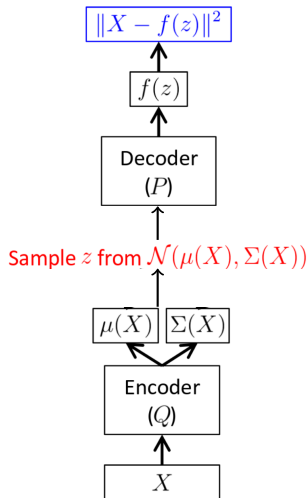 ‖X − f(z)‖²
f(z)
Decoder
(P)
Sample z from 𝒩(μ(X), Σ(X))
μ(X) Σ(X)
Encoder
(Q)
X